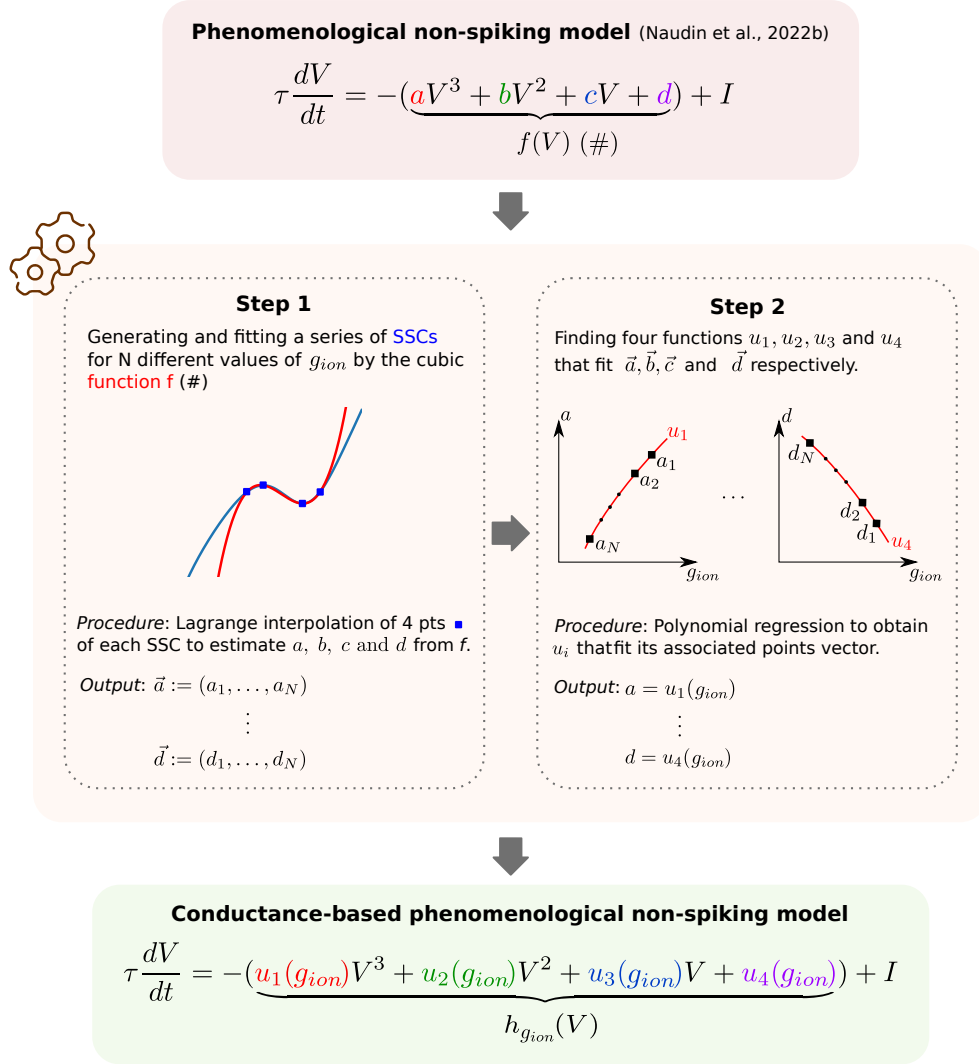 Phenomenological non-spiking model (Naudin et al., 2022b)
τ dV/dt = −(aV³ + bV² + cV + d) + I
f(V) (#)
Step 1
Generating and fitting a series of SSCs
for N different values of g_ion by the cubic
function f (#)
Procedure: Lagrange interpolation of 4 pts
of each SSC to estimate a, b, c and d from f.
Output: a⃗ := (a₁, . . . , a_N)
⋮
d⃗ := (d₁, . . . , d_N)
Step 2
Finding four functions u₁, u₂, u₃ and u₄
that fit a⃗, b⃗, c⃗ and d⃗ respectively.
a
u₁
a₁
a₂
a_N
g_ion
· · ·
d
d_N
d₂
d₁
u₄
g_ion
Procedure: Polynomial regression to obtain
u_i thatfit its associated points vector.
Output: a = u₁(g_ion)
⋮
d = u₄(g_ion)
Conductance-based phenomenological non-spiking model
τ dV/dt = −(u₁(g_ion)V³ + u₂(g_ion)V² + u₃(g_ion)V + u₄(g_ion)) + I
h_g_ion(V)